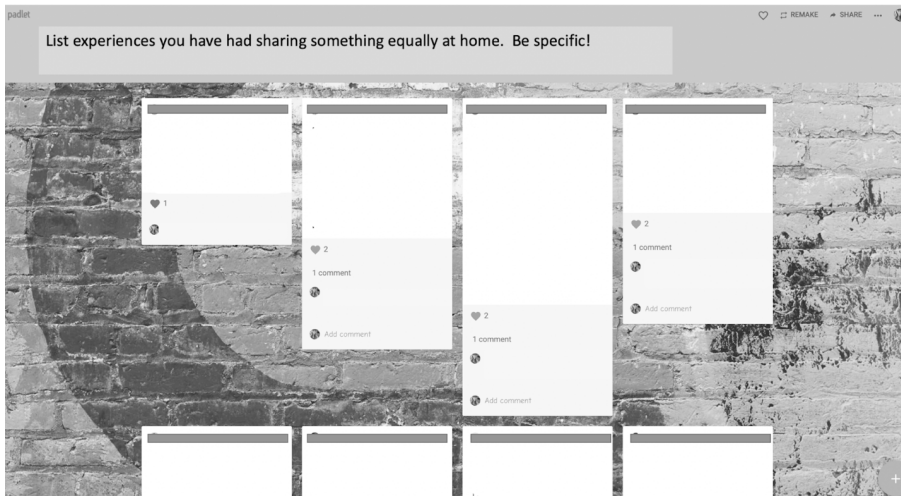 padlet
REMAKE
SHARE
List experiences you have had sharing something equally at home.  Be specific!
1
2
1 comment
Add comment
2
1 comment
Add comment
2
1 comment
Add comment